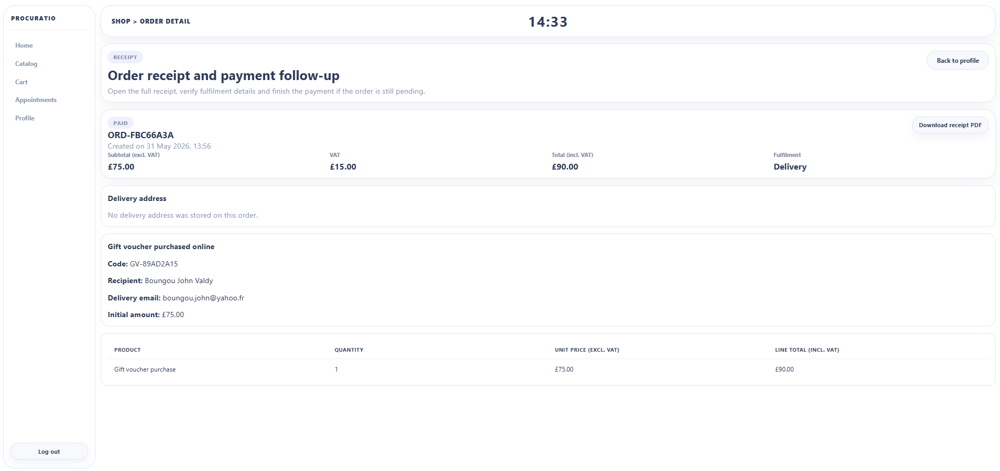 PROCURATIO
Home
Catalog
Cart
Appointments
Profile
Log out
SHOP > ORDER DETAIL
14:33
RECEIPT
Order receipt and payment follow-up
Open the full receipt, verify fulfilment details and finish the payment if the order is still pending.
Back to profile
PAID
ORD-FBC66A3A
Created on 31 May 2026, 13:56
Download receipt PDF
Subtotal (excl. VAT)
£75.00
VAT
£15.00
Total (incl. VAT)
£90.00
Fulfilment
Delivery
Delivery address
No delivery address was stored on this order.
Gift voucher purchased online
Code: GV-89AD2A15
Recipient: Boungou John Valdy
Delivery email: boungou.john@yahoo.fr
Initial amount: £75.00
PRODUCT QUANTITY UNIT PRICE (EXCL. VAT) LINE TOTAL (INCL. VAT)
Gift voucher purchase 1 £75.00 £90.00